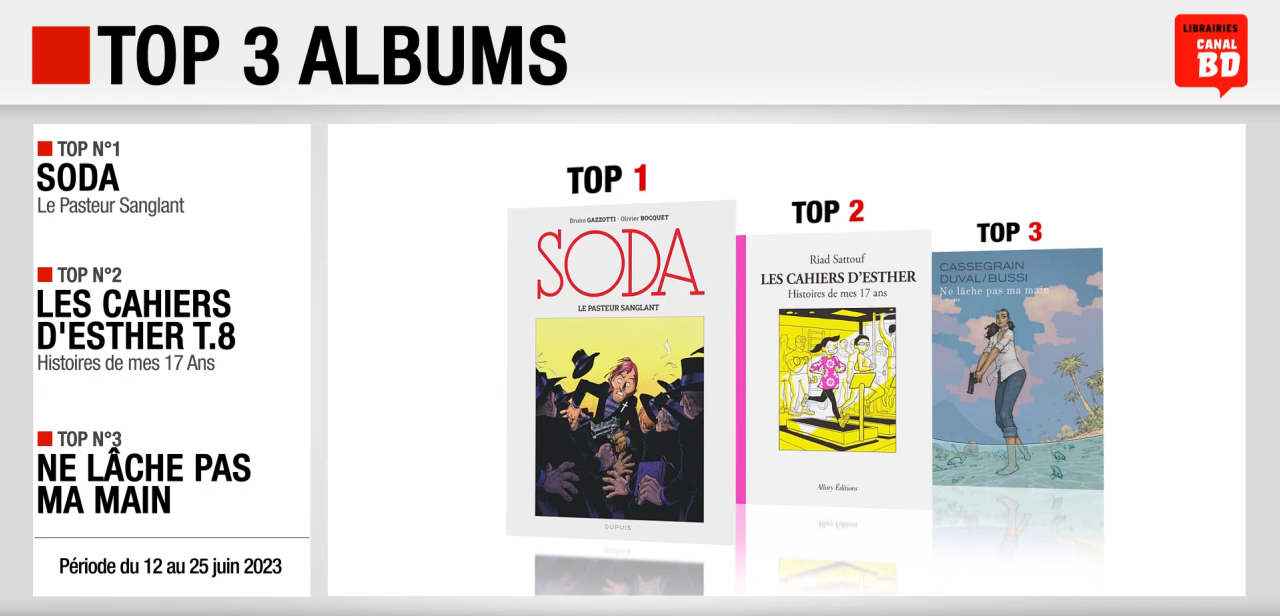 TOP 3 ALBUMS
LIBRAIRIES
CANAL
BD
TOP N°1
SODA
Le Pasteur Sanglant
TOP N°2
LES CAHIERS
D'ESTHER T.8
Histoires de mes 17 Ans
TOP N°3
NE LÂCHE PAS
MA MAIN
Période du 12 au 25 juin 2023
TOP 1
Bruno GAZZOTTI - Olivier BOCQUET
SODA
LE PASTEUR SANGLANT
DUPUIS
TOP 2
Riad Sattouf
LES CAHIERS D'ESTHER
Histoires de mes 17 ans
Allary Éditions
TOP 3
CASSEGRAIN
DUVAL/BUSSI
Ne lâche pas ma main